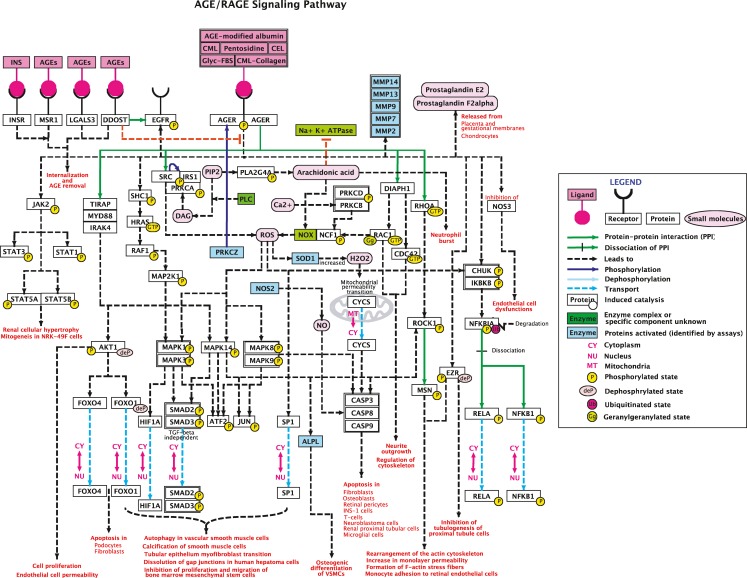 AGE/RAGE Signaling Pathway
AGE-modified albumin
CML Pentosidine CEL
Glyc-FBS CML-Collagen
INS AGEs AGEs AGEs
MMP14
MMP13
MMP9
MMP7
MMP2
Prostaglandin E2
Prostaglandin F2alpha
INSR MSR1 LGALS3 DDOST EGFR P
AGER P AGER
Na+ K+ ATPase
Released from
Placenta and
gestational membranes
Chondrocytes
Internalization
and AGE removal
SRC P IRS1
PRKCA P
PIP2 PLA2G4A P
Arachidonic acid
DIAPH1
Inhibition of
NOS3
JAK2 P
SHC1 P
TIRAP
MYD88
IRAK4
HRAS GTP
DAG
PLC
Ca2+
PRKCD P
PRKCB
RHOA GTP
Neutrophil
burst
STAT3 P STAT1 P
RAF1 P
ROS
PRKCZ
NOX NCF1 P
RAC1 Gg GTP
CDC42 GTP
SOD1 increased H2O2
MAP2K1 P
Mitochondrial
permeability
transition
CHUK P
IKBKB P
STAT5A P STAT5B P
NOS2
NO
CYCS
MT
CY
CYCS
Endothelial cell
dysfunctions
Renal cellular hypertrophy
Mitogenesis in NRK-49F cells
ROCK1 P
NFKBIA P Ub
Degradation
Dissociation
AKT1 P deP
MAPK1 P
MAPK3 P
MAPK14 P
MAPK8 P
MAPK9 P
EZR P deP
MSN P
FOXO4 FOXO1 deP
HIF1A
SMAD2 P
SMAD3 P
TGF-beta
independent
ATF2 P JUN P
SP1
ALPL
CASP3
CASP8
CASP9
RELA P NFKB1 P
CY
NU
CY
NU
CY
NU
CY
NU
CY
NU
CY
NU
Neurite
outgrowth
Regulation of
cytoskeleton
FOXO4 FOXO1
HIF1A
SMAD2 P
SMAD3 P
SP1
RELA P NFKB1 P
Apoptosis in
Fibroblasts
Osteoblasts
Retinal pericytes
INS-1 cells
T-cells
Neuroblastoma cells
Renal proximal tubular cells
Microglial cells
Apoptosis in
Podocytes
Fibroblasts
Cell proliferation
Endothelial cell permeability
Autophagy in vascular smooth muscle cells
Calcification of smooth muscle cells
Tubular epithelial myofibroblast transition
Dissolution of gap junctions in human hepatoma cells
Inhibition of proliferation and migration of
bone marrow mesenchymal stem cells
Osteogenic
differentiation
of VSMCs
Inhibition of
tubulogenesis of
proximal tubule cells
Rearrangement of the actin cytoskeleton
Increase in monolayer permeability
Formation of F-actin stress fibers
Monocyte adhesion to retinal endothelial cells
LEGEND
Ligand
Receptor
Protein
Small molecules
Protein-protein interaction (PPI)
Dissociation of PPI
Leads to
Phosphorylation
Dephosphorylation
Transport
Protein Induced catalysis
Enzyme Enzyme complex or
specific component unknown
Enzyme Proteins activated (identified by assays)
CY Cytoplasm
NU Nucleus
MT Mitochondria
P Phosphorylated state
deP Dephosphrylated state
Ub Ubiquitinated state
Gg Geranylgeranylated state